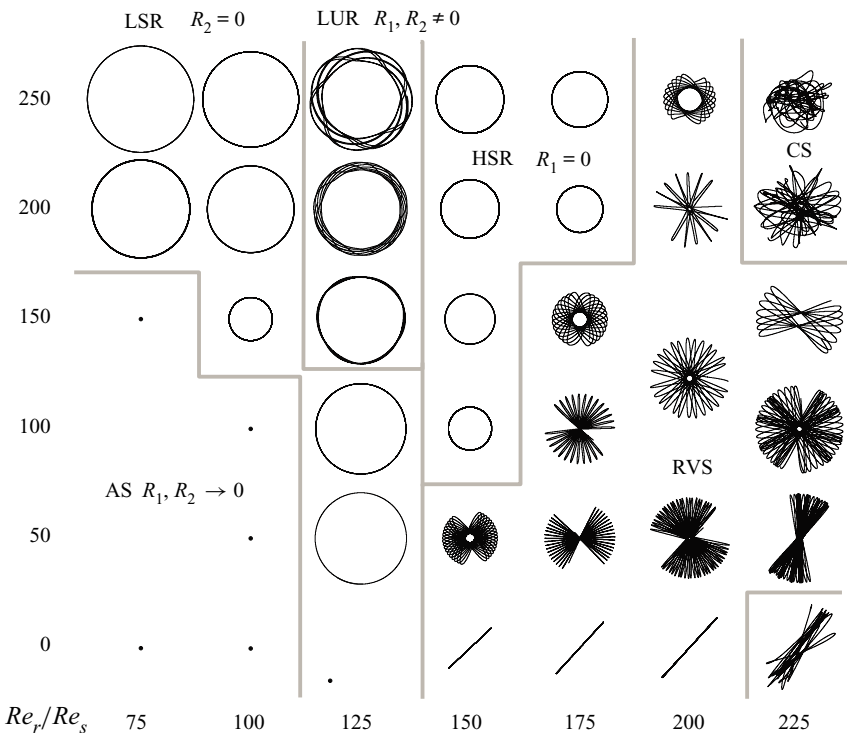 LSR R₂ = 0 LUR R₁, R₂ ≠ 0
250
HSR R₁ = 0 CS
200
150
100
RVS
AS R₁, R₂ → 0
50
0
Reᵣ/Reₛ 75 100 125 150 175 200 225